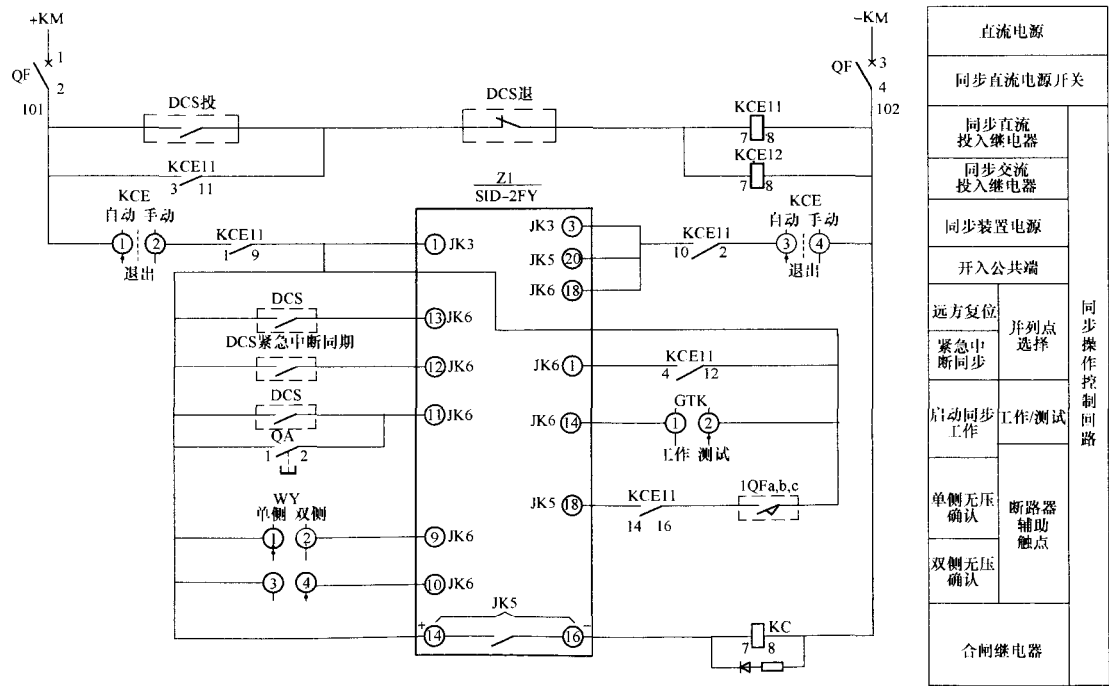 +KM
-KM
QF
1
2
101
QF
3
4
102
DCS投
DCS退
KCE11
7 8
KCE12
7 8
KCE11
3 11
KCE
自动 手动
① ②
退出
KCE11
1 9
Z1
SID-2FY
① JK3
JK3 ③
JK5 ⑳
JK6 ⑱
KCE11
10 2
KCE
自动 手动
③ ④
退出
DCS
⑬ JK6
DCS紧急中断同期
⑫ JK6
DCS
⑪ JK6
QA
1 2
JK6 ①
KCE11
4 12
GTK
JK6 ⑭
① ②
工作 测试
JK5 ⑱
KCE11
14 16
1QFa,b,c
WY
单侧 双侧
① ②
⑨ JK6
③ ④
⑩ JK6
JK5
+ ⑭
⑯ -
KC
7 8
直流电源
同步直流电源开关
同步直流
投入继电器
同步交流
投入继电器
同步装置电源
开入公共端
远方复位
紧急中
断同步
并列点
选择
启动同步
工作
工作/测试
单侧无压
确认
双侧无压
确认
断路器
辅助
触点
合闸继电器
同步操作控制回路